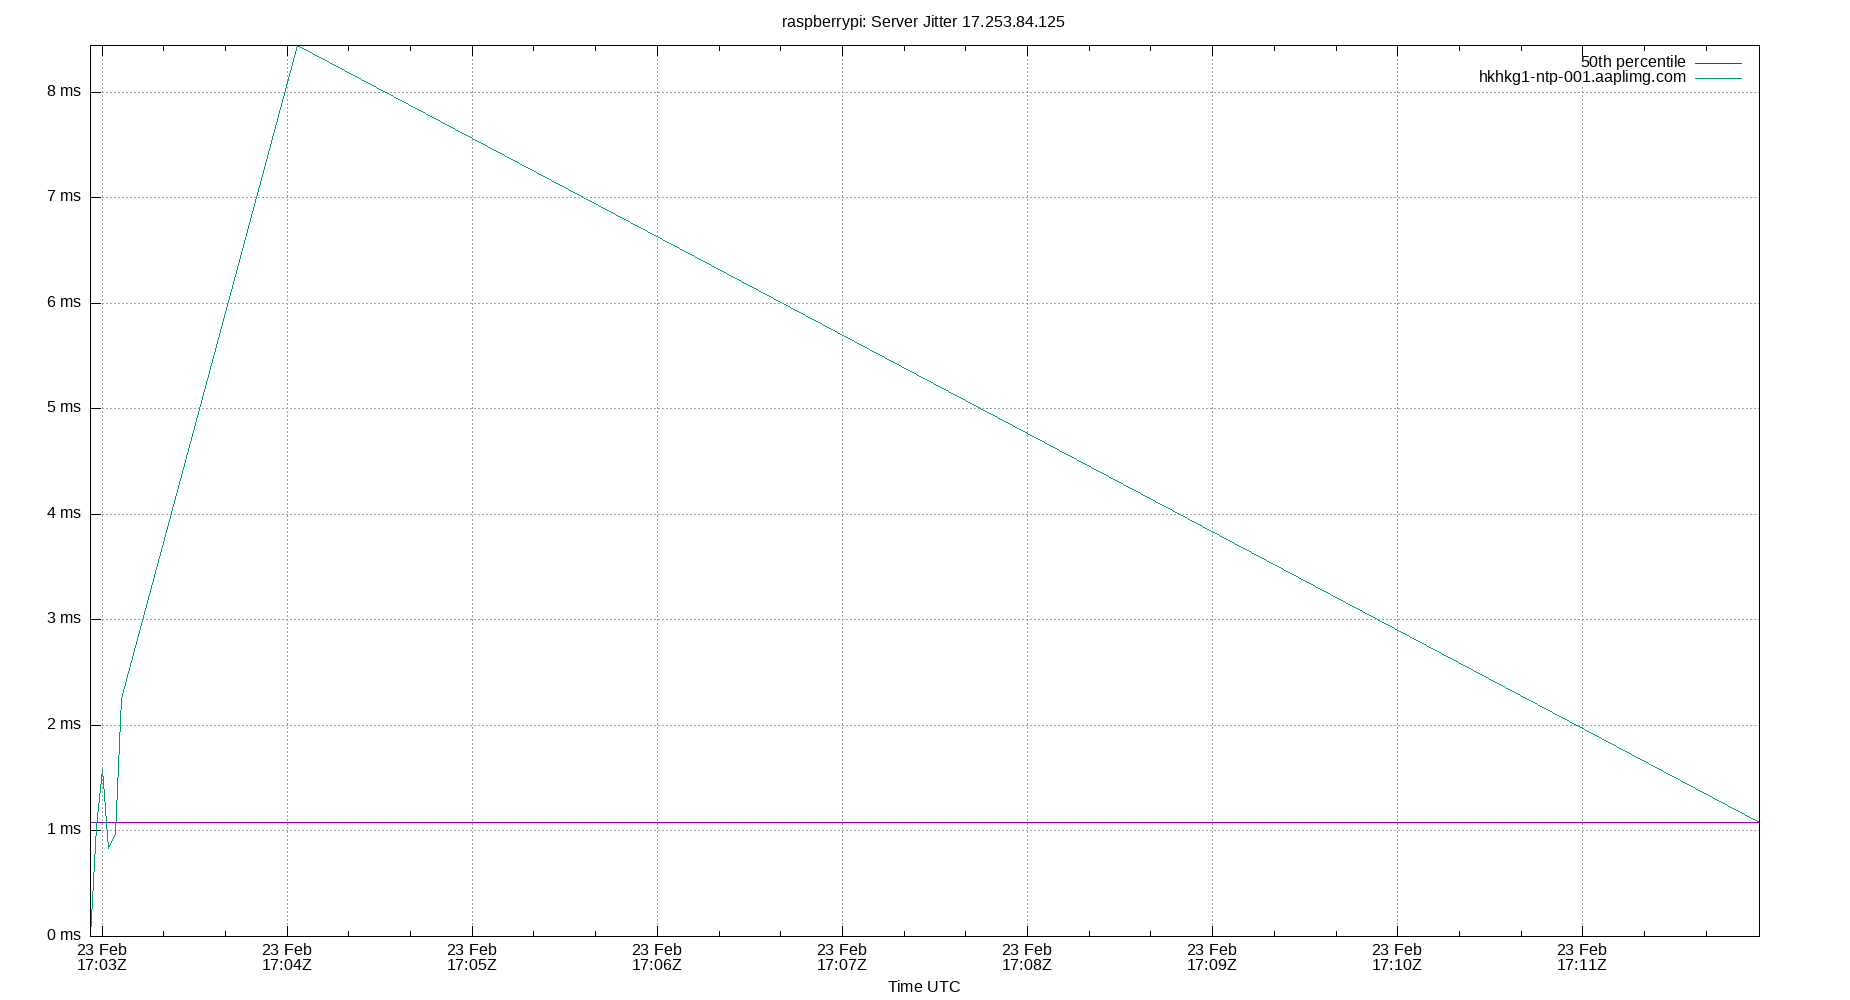 raspberrypi: Server Jitter 17.253.84.125
50th percentile
hkhkg1-ntp-001.aaplimg.com
8 ms
7 ms
6 ms
5 ms
4 ms
3 ms
2 ms
1 ms
0 ms
23 Feb 23 Feb 23 Feb 23 Feb 23 Feb 23 Feb 23 Feb 23 Feb 23 Feb
17:03Z 17:04Z 17:05Z 17:06Z 17:07Z 17:08Z 17:09Z 17:10Z 17:11Z
Time UTC